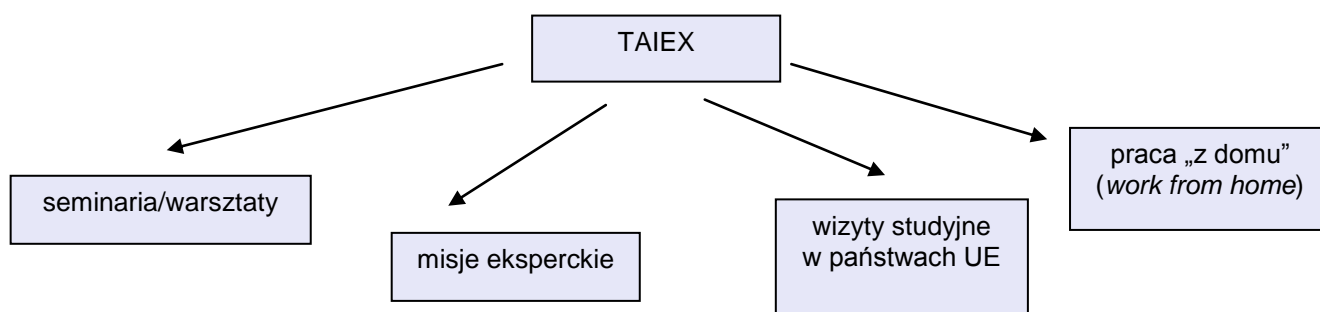 TAIEX
seminaria/warsztaty
misje eksperckie
wizyty studyjne
w państwach UE
praca „z domu”
(work from home)